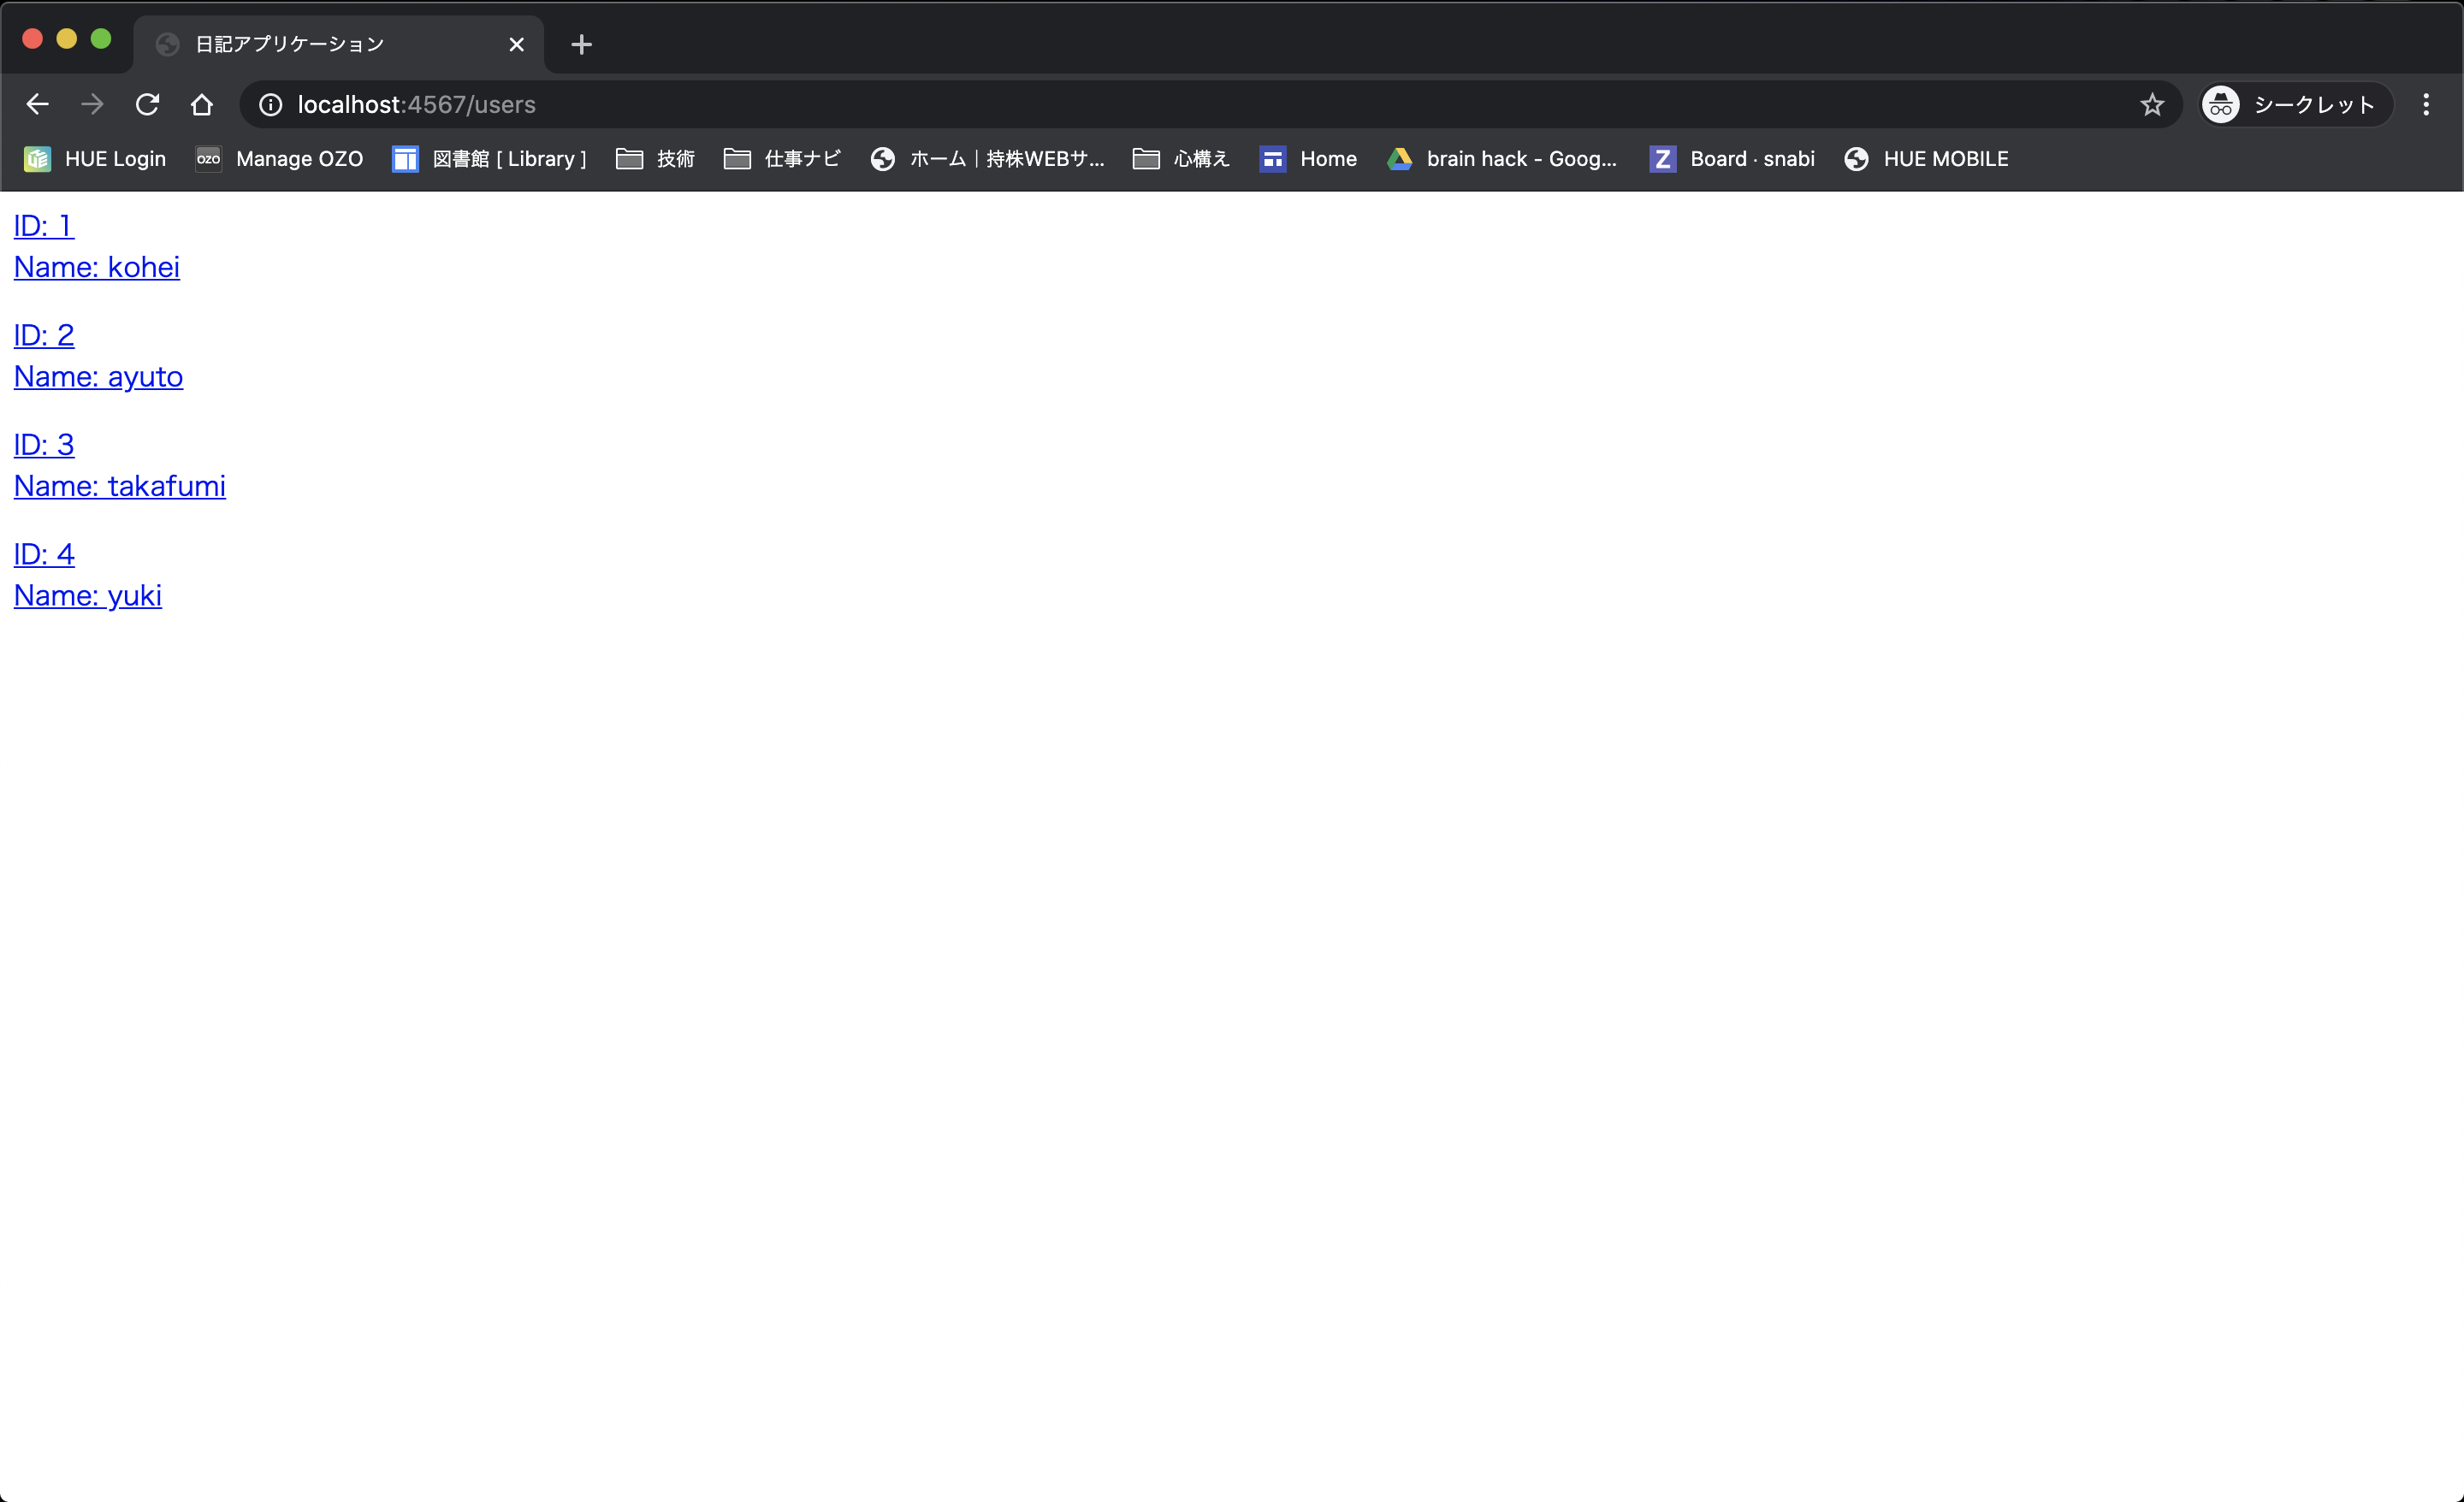 日記アプリケーション
localhost:4567/users
シークレット
HUE Login
OZO
Manage OZO
図書館 [ Library ]
技術
仕事ナビ
ホーム｜持株WEBサ...
心構え
Home
brain hack - Goog...
Z
Board · snabi
HUE MOBILE
ID: 1
Name: kohei
ID: 2
Name: ayuto
ID: 3
Name: takafumi
ID: 4
Name: yuki